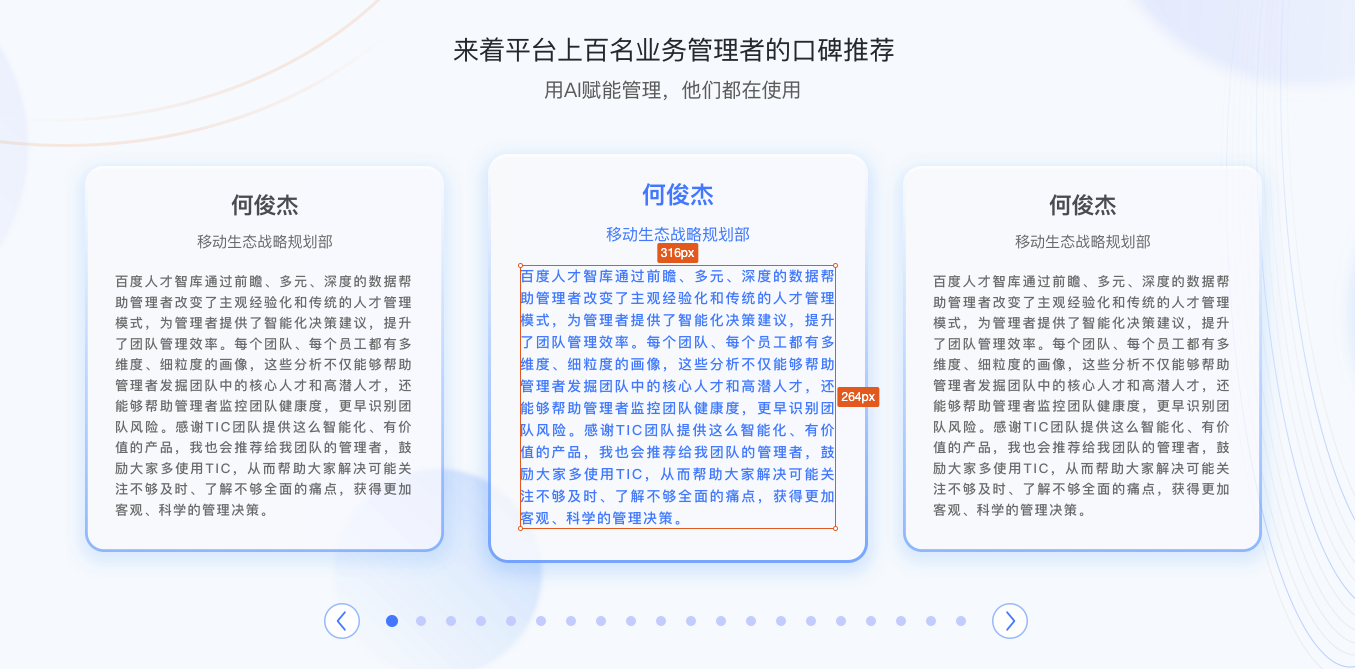 来着平台上百名业务管理者的口碑推荐
用AI赋能管理，他们都在使用
何俊杰
移动生态战略规划部
百度人才智库通过前瞻、多元、深度的数据帮
助管理者改变了主观经验化和传统的人才管理
模式，为管理者提供了智能化决策建议，提升
了团队管理效率。每个团队、每个员工都有多
维度、细粒度的画像，这些分析不仅能够帮助
管理者发掘团队中的核心人才和高潜人才，还
能够帮助管理者监控团队健康度，更早识别团
队风险。感谢TIC团队提供这么智能化、有价
值的产品，我也会推荐给我团队的管理者，鼓
励大家多使用TIC，从而帮助大家解决可能关
注不够及时、了解不够全面的痛点，获得更加
客观、科学的管理决策。
何俊杰
移动生态战略规划部
316px
百度人才智库通过前瞻、多元、深度的数据帮
助管理者改变了主观经验化和传统的人才管理
模式，为管理者提供了智能化决策建议，提升
了团队管理效率。每个团队、每个员工都有多
维度、细粒度的画像，这些分析不仅能够帮助
管理者发掘团队中的核心人才和高潜人才，还
264px
能够帮助管理者监控团队健康度，更早识别团
队风险。感谢TIC团队提供这么智能化、有价
值的产品，我也会推荐给我团队的管理者，鼓
励大家多使用TIC，从而帮助大家解决可能关
注不够及时、了解不够全面的痛点，获得更加
客观、科学的管理决策。
何俊杰
移动生态战略规划部
百度人才智库通过前瞻、多元、深度的数据帮
助管理者改变了主观经验化和传统的人才管理
模式，为管理者提供了智能化决策建议，提升
了团队管理效率。每个团队、每个员工都有多
维度、细粒度的画像，这些分析不仅能够帮助
管理者发掘团队中的核心人才和高潜人才，还
能够帮助管理者监控团队健康度，更早识别团
队风险。感谢TIC团队提供这么智能化、有价
值的产品，我也会推荐给我团队的管理者，鼓
励大家多使用TIC，从而帮助大家解决可能关
注不够及时、了解不够全面的痛点，获得更加
客观、科学的管理决策。